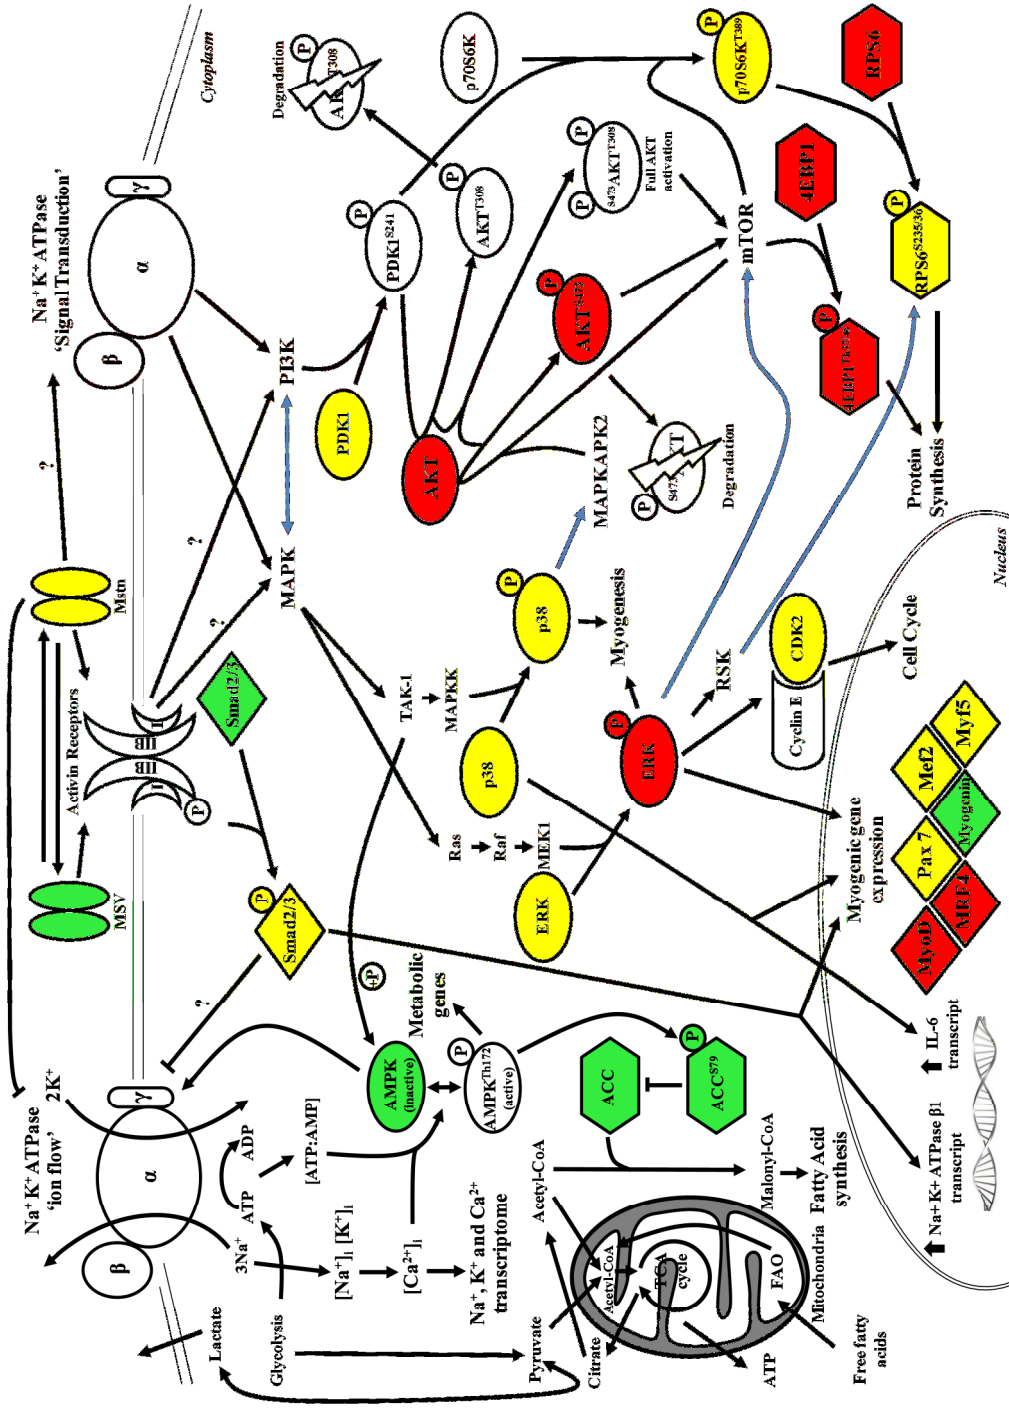 Lactate
Glycolysis
Pyruvate
Citrate
ATP
Free fatty
acids
Na⁺ K⁺ ATPase
'ion flow'
2K⁺
β
α
γ
3Na⁺
ATP
ADP
[ATP:AMP]
[Na⁺]i [K⁺]i
[Ca²⁺]i
Na⁺, K⁺ and Ca²⁺
transcriptome
Acetyl-CoA
Acetyl-CoA
TCA
cycle
FAO
Mitochondria
Malonyl-CoA
Fatty Acid
synthesis
AMPK
(inactive)
+P
Metabolic
genes
P
AMPKTh172
(active)
ACC
P
ACCS79
Na+ K+ ATPase β1
transcript
IL-6
transcript
MSV
Mstn
?
Activin Receptors
I
IIB
IIB
I
P
Smad2/3
P
Smad2/3
?
?
?
MAPK
PI3K
TAK-1
MAPKK
Ras
Raf
MEK1
ERK
p38
P
p38
Myogenesis
P
ERK
RSK
Cyclin E
CDK2
Cell Cycle
Myogenic gene
expression
MyoD
Pax 7
Mef2
MRF4
Myogenin
Myf5
Nucleus
Na⁺ K⁺ ATPase
'Signal Transduction'
β
α
γ
Cytoplasm
PDK1
P
PDK1S241
AKT
P
AKTT308
Degradation
P
AKTT308
p70S6K
P
p70S6KT389
P
P
S473AKTT308
Full AKT
activation
P
AKTS473
MAPKAPK2
P
S473AKT
Degradation
mTOR
4EBP1
P
RPS6
P
RPS6S235/36
Protein
Synthesis